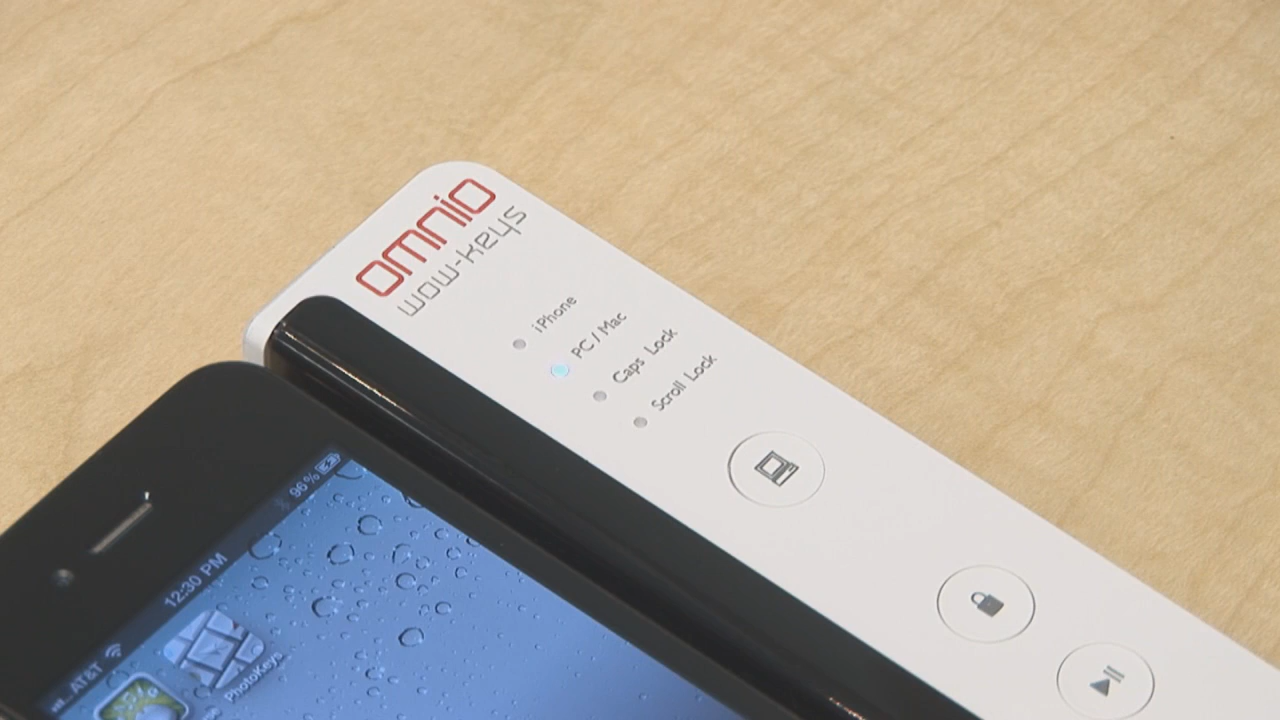 omnio
wow-keys
iPhone
PC / Mac
Caps Lock
Scroll Lock
96%
12:30 PM
AT&T
PhotoKeys